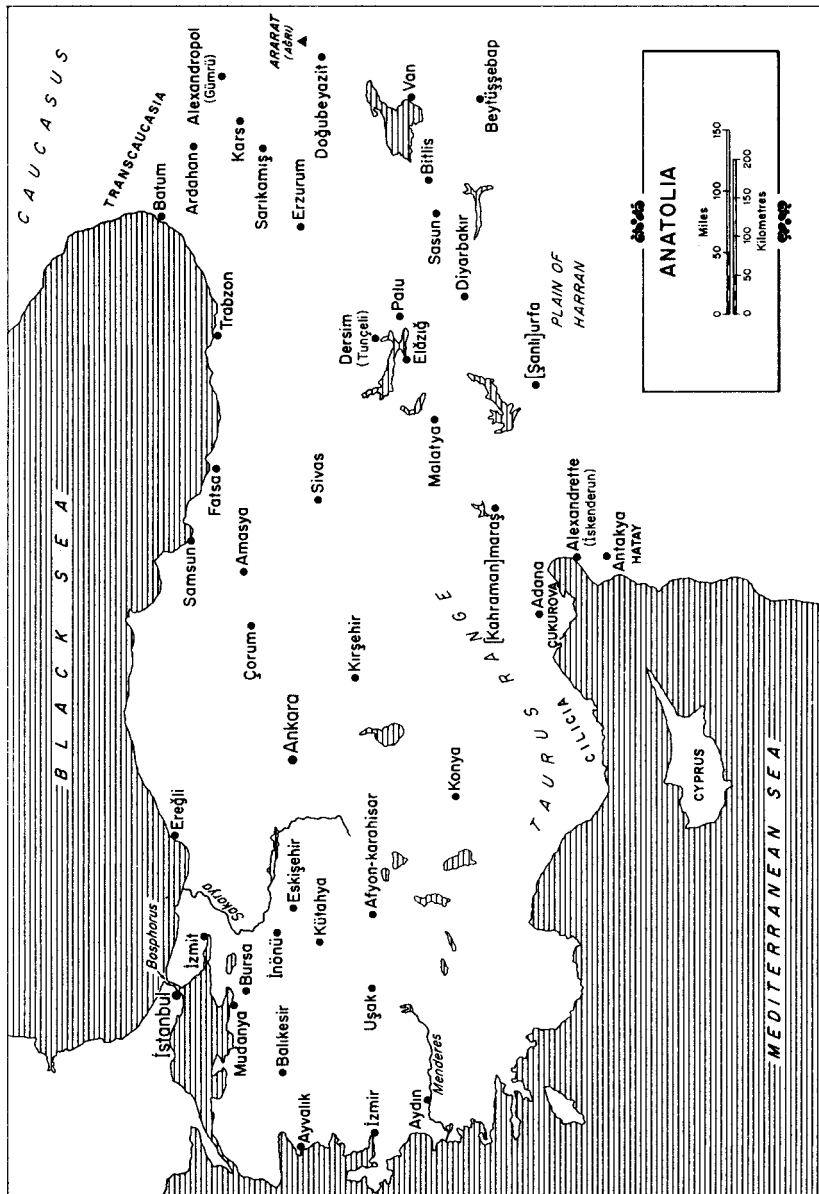 CAUCASUS
TRANSCAUCASIA
BLACK SEA
Batum
Ardahan
Alexandropol
(Gümrü)
Kars
Sarıkamış
ARARAT
(AĞRI)
Erzurum
Doğubeyazit
Trabzon
Fatsa
Samsun
Amasya
Sivas
Çorum
Kırşehir
Ankara
Ereğli
Sakarya
Bosphorus
İstanbul
İzmit
Mudanya
Bursa
İnönü
Eskişehir
Kütahya
Balıkesir
Ayvalık
Uşak
Afyon-karahisar
İzmir
Aydın
Menderes
Konya
Dersim
(Tunçeli)
Palu
Elâzığ
Malatya
Van
Bitlis
Sasun
Diyarbakır
Beytüşşebap
[Şanlı]urfa
PLAIN OF
HARRAN
[Kahraman]maraş
TAURUS RANGE
CILICIA
Adana
ÇUKUROVA
Alexandrette
(İskenderun)
Antakya
HATAY
CYPRUS
MEDITERRANEAN SEA
ANATOLIA
Miles
0 50 100 150
0 50 100 150 200
Kilometres